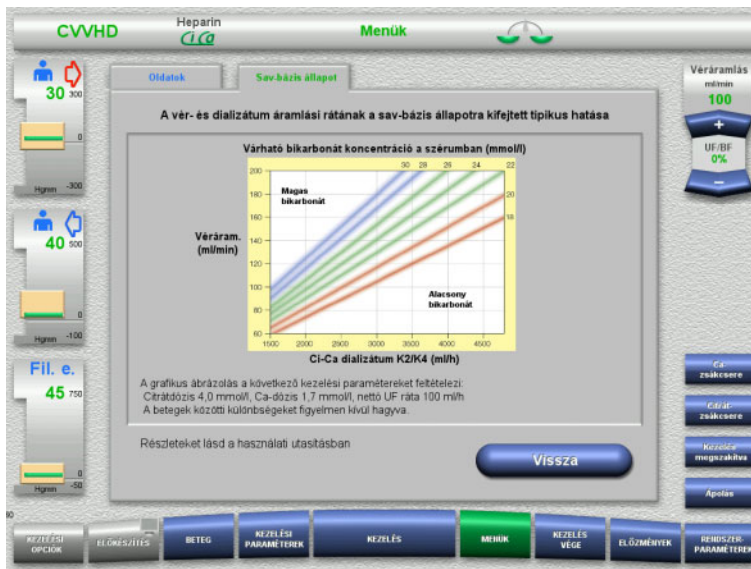 CVVHD
Heparin
CiCa
Menük
30
300
0
Hgmm
-300
40
500
0
Hgmm
-100
Fil. e.
45
750
0
Hgmm
-50
Oldatok
Sav-bázis állapot
A vér- és dializátum áramlási rátának a sav-bázis állapotra kifejtett tipikus hatása
Várható bikarbonát koncentráció a szérumban (mmol/l)
30 28 26 24 22
20
18
200
180
160
140
120
100
80
60
Véráram.
(ml/min)
Magas
bikarbonát
Alacsony
bikarbonát
1500 2000 2500 3000 3500 4000 4500
Ci-Ca dializátum K2/K4 (ml/h)
A grafikus ábrázolás a következő kezelési paramétereket feltételezi:
Citrátdózis 4,0 mmol/l, Ca-dózis 1,7 mmol/l, nettó UF ráta 100 ml/h
A betegek közötti különbségeket figyelmen kívül hagyva.
Részleteket lásd a használati utasításban
Vissza
Véráramlás
ml/min
100
+
UF/BF
0%
−
Ca-
zsákcsere
Citrát-
zsákcsere
Kezelés
megszakítva
Ápolás
KEZELÉSI
OPCIÓK
ELŐKÉSZÍTÉS
BETEG
KEZELÉSI
PARAMÉTEREK
KEZELÉS
MENÜK
KEZELÉS
VÉGE
ELŐZMÉNYEK
RENDSZER-
PARAMÉTEREK